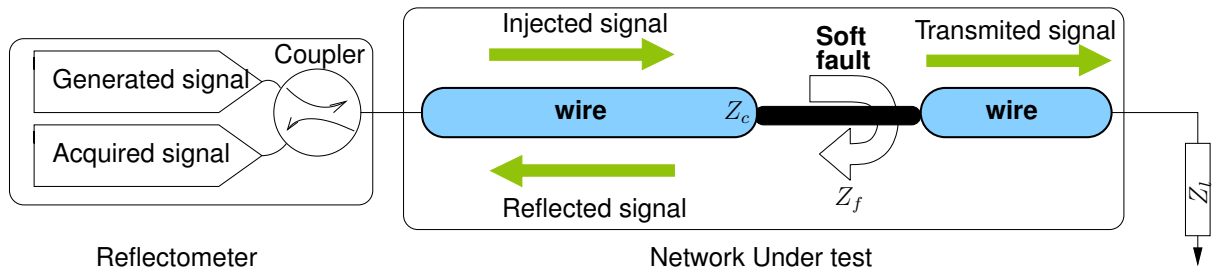 Injected signal
Soft
fault
Transmited signal
Coupler
Generated signal
wire
Z_c
wire
Acquired signal
Reflected signal
Z_f
Z_l
Reflectometer
Network Under test